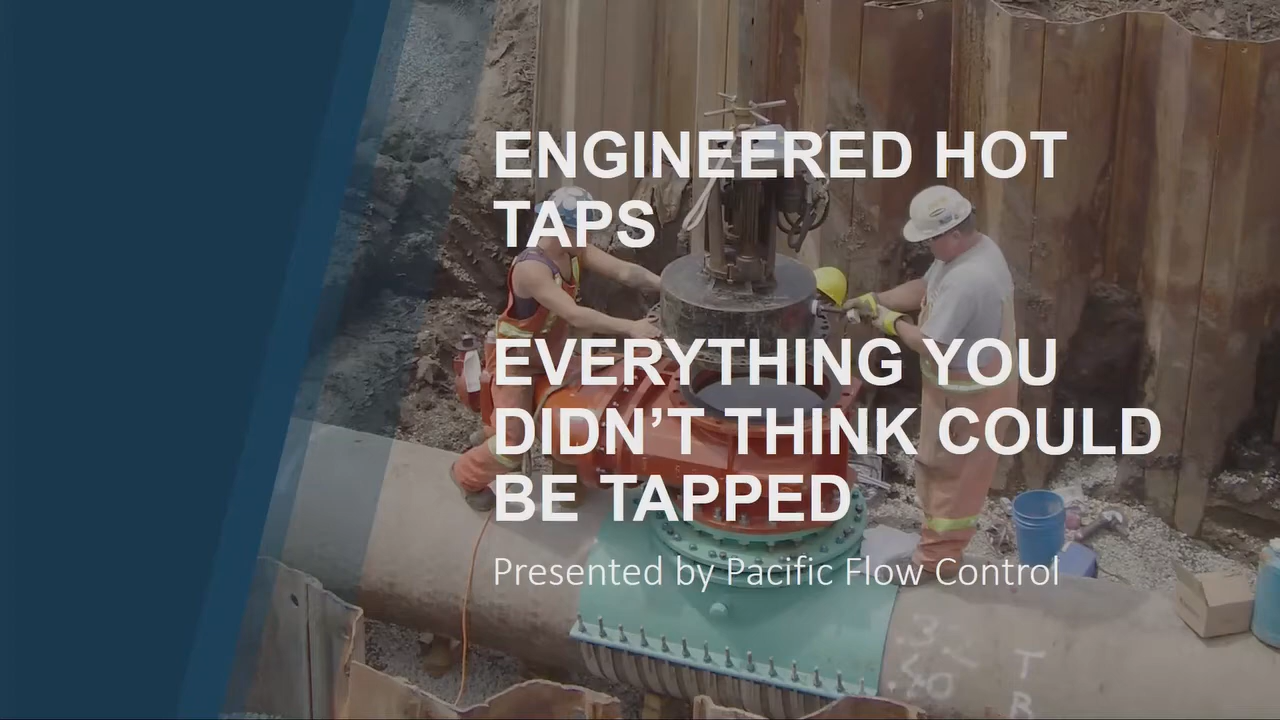 ENGINEERED HOT
TAPS
EVERYTHING YOU
DIDN’T THINK COULD
BE TAPPED
Presented by Pacific Flow Control